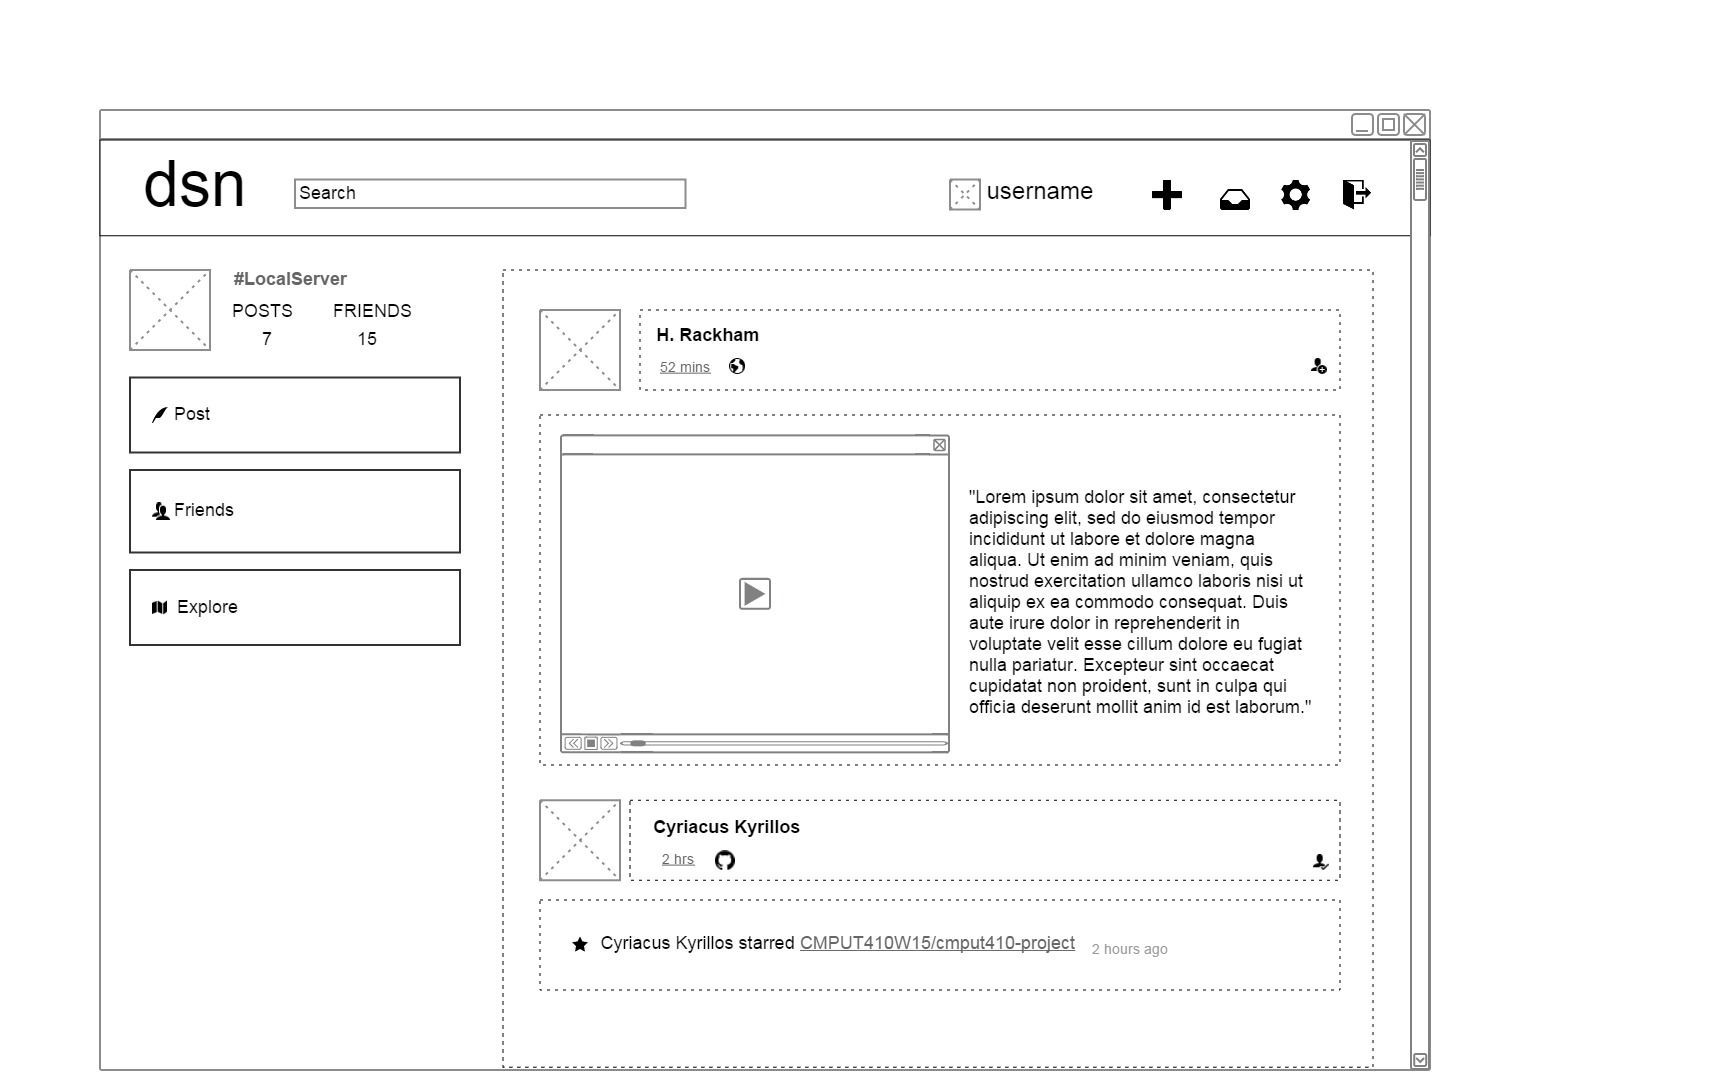 dsn
Search
username
#LocalServer
POSTS
FRIENDS
7
15
Post
Friends
Explore
H. Rackham
52 mins
"Lorem ipsum dolor sit amet, consectetur
adipiscing elit, sed do eiusmod tempor
incididunt ut labore et dolore magna
aliqua. Ut enim ad minim veniam, quis
nostrud exercitation ullamco laboris nisi ut
aliquip ex ea commodo consequat. Duis
aute irure dolor in reprehenderit in
voluptate velit esse cillum dolore eu fugiat
nulla pariatur. Excepteur sint occaecat
cupidatat non proident, sunt in culpa qui
officia deserunt mollit anim id est laborum."
Cyriacus Kyrillos
2 hrs
Cyriacus Kyrillos starred CMPUT410W15/cmput410-project
2 hours ago